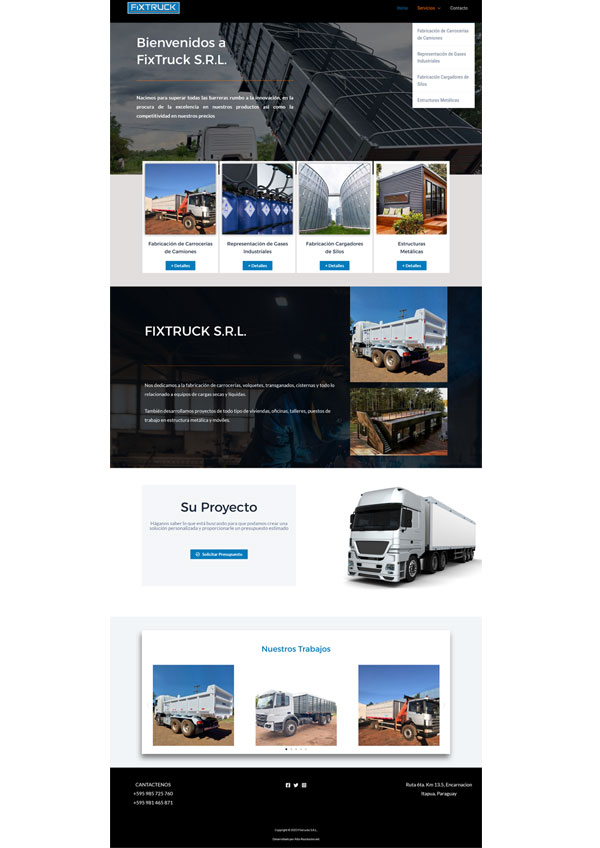 FiXTRUCK
Inicio Servicios Contacto
Fabricación de Carrocerías
de Camiones
Representación de Gases
Industriales
Fabricación Cargadores de
Silos
Estructuras Metálicas
Bienvenidos a
FixTruck S.R.L.
Nacimos para superar todas las barreras rumbo a la innovación, en la
procura de la excelencia en nuestros productos así como la
competitividad en nuestros precios
Fabricación de Carrocerías
de Camiones
+ Detalles
Representación de Gases
Industriales
+ Detalles
Fabricación Cargadores
de Silos
+ Detalles
Estructuras
Metálicas
+ Detalles
FIXTRUCK S.R.L.
Nos dedicamos a la fabricación de carrocerías, volquetes, transganados, cisternas y todo lo
relacionado a equipos de cargas secas y líquidas.
También desarrollamos proyectos de todo tipo de viviendas, oficinas, talleres, puestos de
trabajo en estructura metálica y móviles.
Su Proyecto
Háganos saber lo que está buscando para que podamos crear una
solución personalizada y proporcionarle un presupuesto estimado
Solicitar Presupuesto
Nuestros Trabajos
CANTACTENOS
+595 985 725 760
+595 981 465 871
Ruta 6ta. Km 13.5, Encarnacion
Itapua, Paraguay
Copyright © 2023 Fixtruck S.R.L.